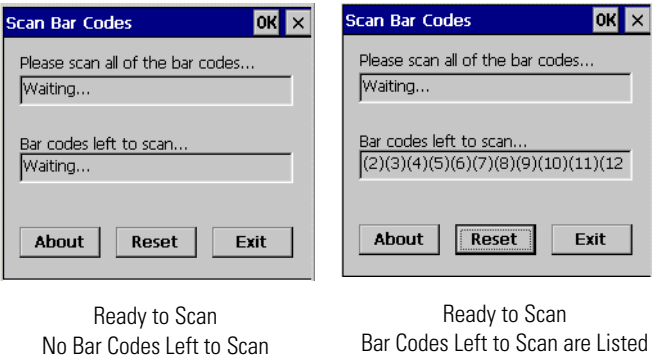 Scan Bar Codes OK ×
Please scan all of the bar codes...
Waiting...
Bar codes left to scan...
Waiting...
About Reset Exit
Ready to Scan
No Bar Codes Left to Scan
Scan Bar Codes OK ×
Please scan all of the bar codes...
Waiting...
Bar codes left to scan...
(2)(3)(4)(5)(6)(7)(8)(9)(10)(11)(12
About Reset Exit
Ready to Scan
Bar Codes Left to Scan are Listed